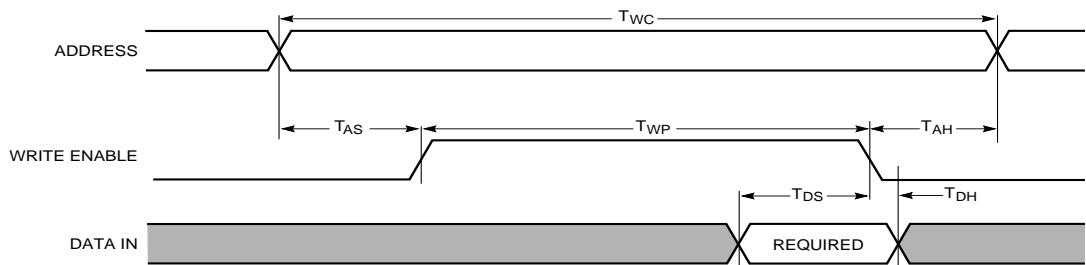 TWC
ADDRESS
TAS TWP TAH
WRITE ENABLE
TDS TDH
DATA IN REQUIRED